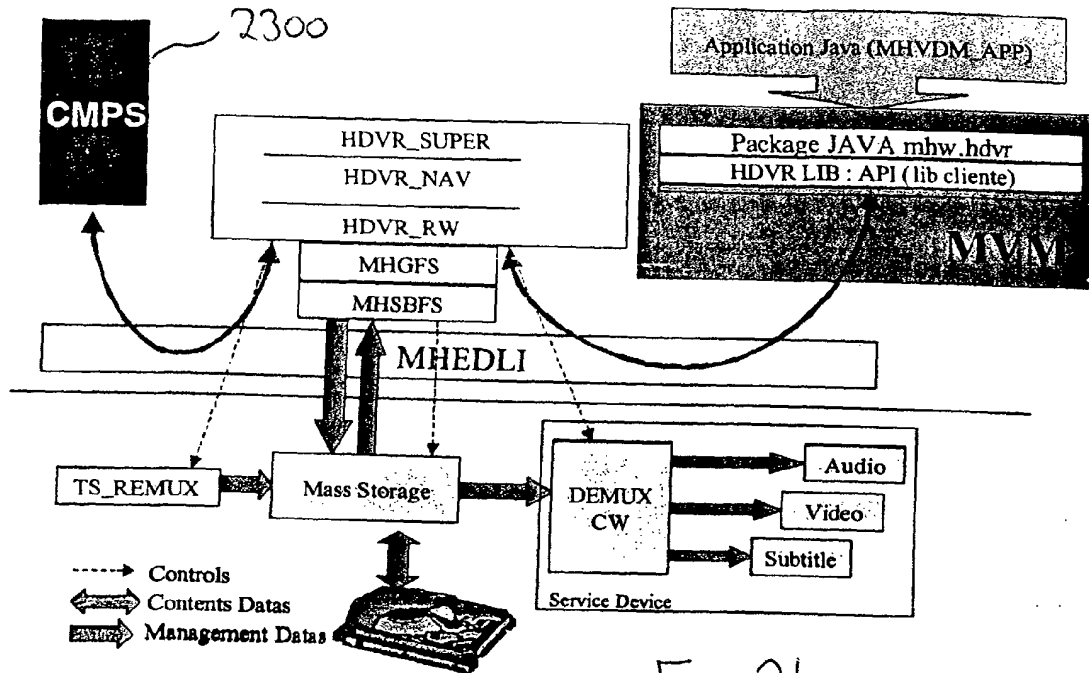 2300
CMPS
Application Java (MHVDM_APP)
HDVR_SUPER
HDVR_NAV
HDVR_RW
MHGFS
MHSBFS
Package JAVA mhw.hdvr
HDVR LIB : API (lib cliente)
MVM
MHEDLI
TS_REMUX
Mass Storage
DEMUX
CW
Audio
Video
Subtitle
Service Device
Controls
Contents Datas
Management Datas